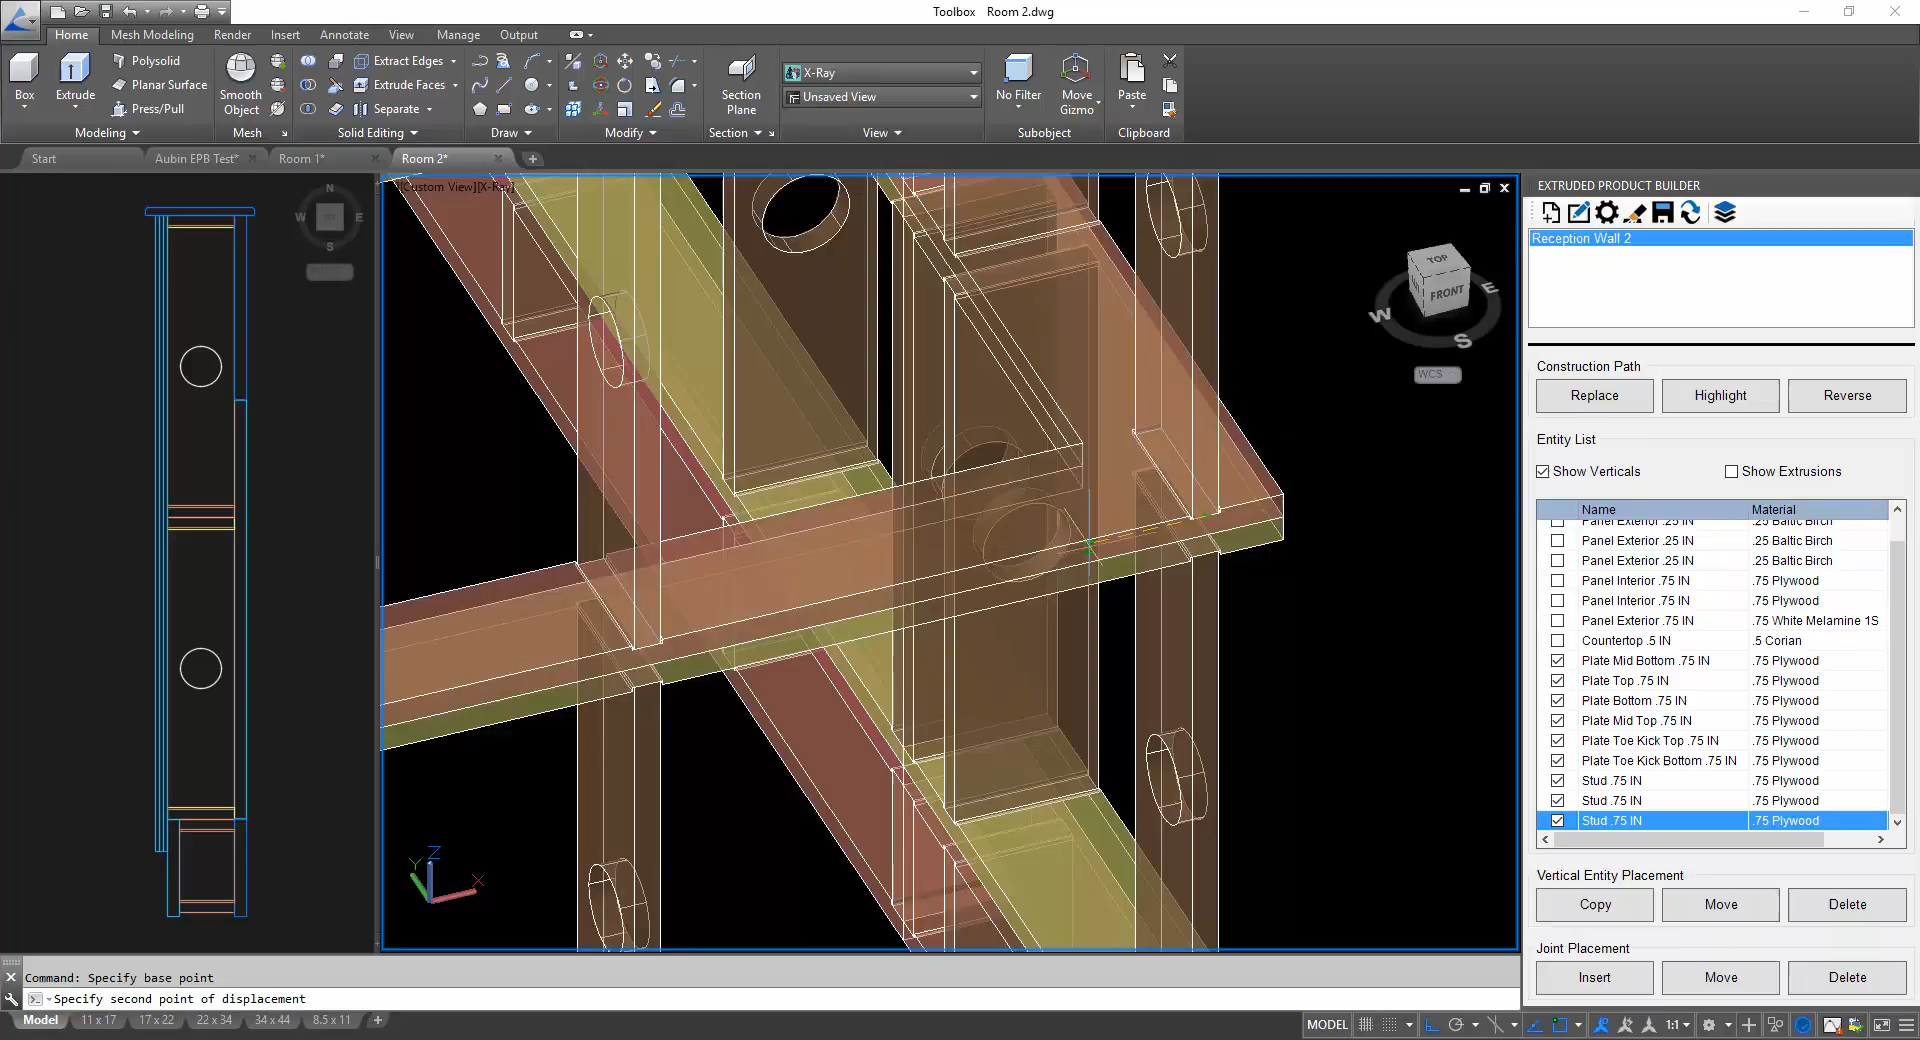 Toolbox Room 2.dwg
Home Mesh Modeling Render Insert Annotate View Manage Output
Box
Extrude
Polysolid
Planar Surface
Press/Pull
Modeling
Smooth
Object
Mesh
Extract Edges
Extrude Faces
Separate
Solid Editing
Draw
Modify
Section
Plane
Section
X-Ray
Unsaved View
View
No Filter
Move
Gizmo
Subobject
Paste
Clipboard
Start
Aubin EPB Test*
Room 1*
Room 2*
N
W E
S
[Custom View][X-Ray]
TOP
FRONT
W
E
S
WCS
Z
Y
X
EXTRUDED PRODUCT BUILDER
Reception Wall 2
Construction Path
Replace Highlight Reverse
Entity List
Show Verticals Show Extrusions
Name Material
Panel Exterior .25 IN .25 Baltic Birch
Panel Exterior .25 IN .25 Baltic Birch
Panel Exterior .25 IN .25 Baltic Birch
Panel Interior .75 IN .75 Plywood
Panel Interior .75 IN .75 Plywood
Panel Exterior .75 IN .75 White Melamine 1S
Countertop .5 IN .5 Corian
Plate Mid Bottom .75 IN .75 Plywood
Plate Top .75 IN .75 Plywood
Plate Bottom .75 IN .75 Plywood
Plate Mid Top .75 IN .75 Plywood
Plate Toe Kick Top .75 IN .75 Plywood
Plate Toe Kick Bottom .75 IN .75 Plywood
Stud .75 IN .75 Plywood
Stud .75 IN .75 Plywood
Stud .75 IN .75 Plywood
Vertical Entity Placement
Copy Move Delete
Joint Placement
Insert Move Delete
Command: Specify base point
Specify second point of displacement
Model 11 x 17 17 x 22 22 x 34 34 x 44 8.5 x 11
MODEL 1:1